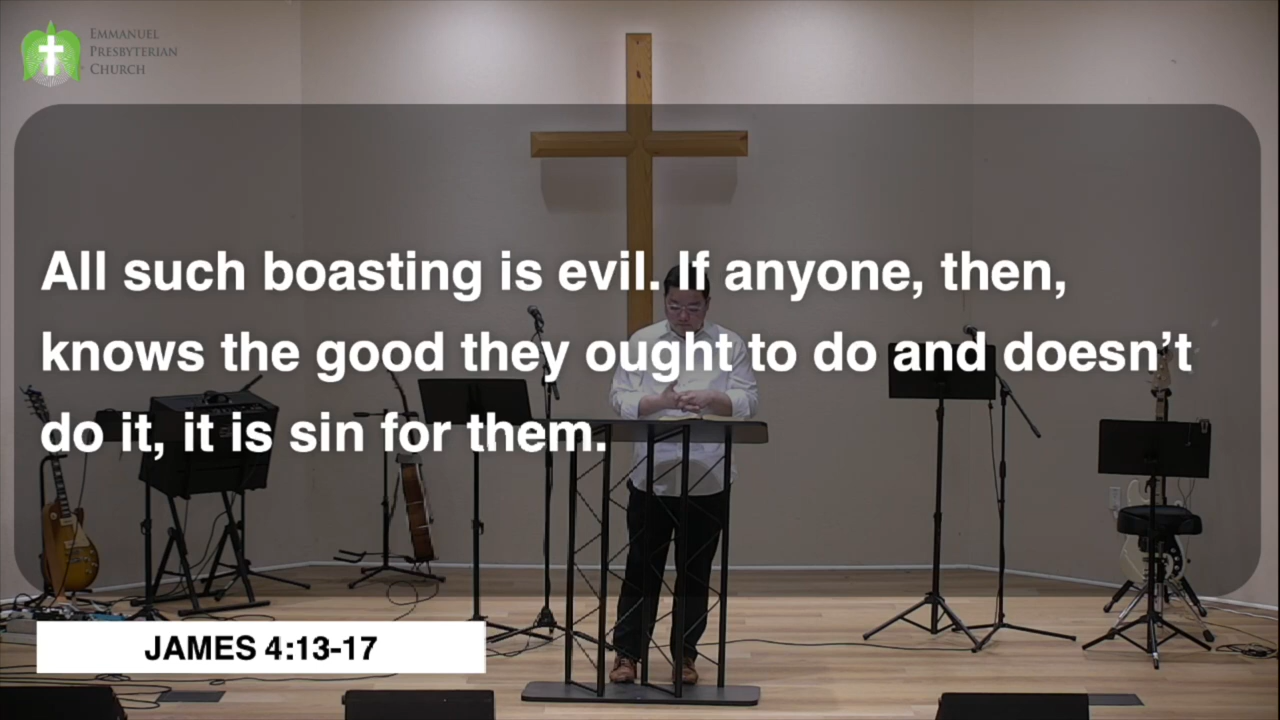 EMMANUEL
PRESBYTERIAN
CHURCH
All such boasting is evil. If anyone, then,
knows the good they ought to do and doesn’t
do it, it is sin for them.
JAMES 4:13-17